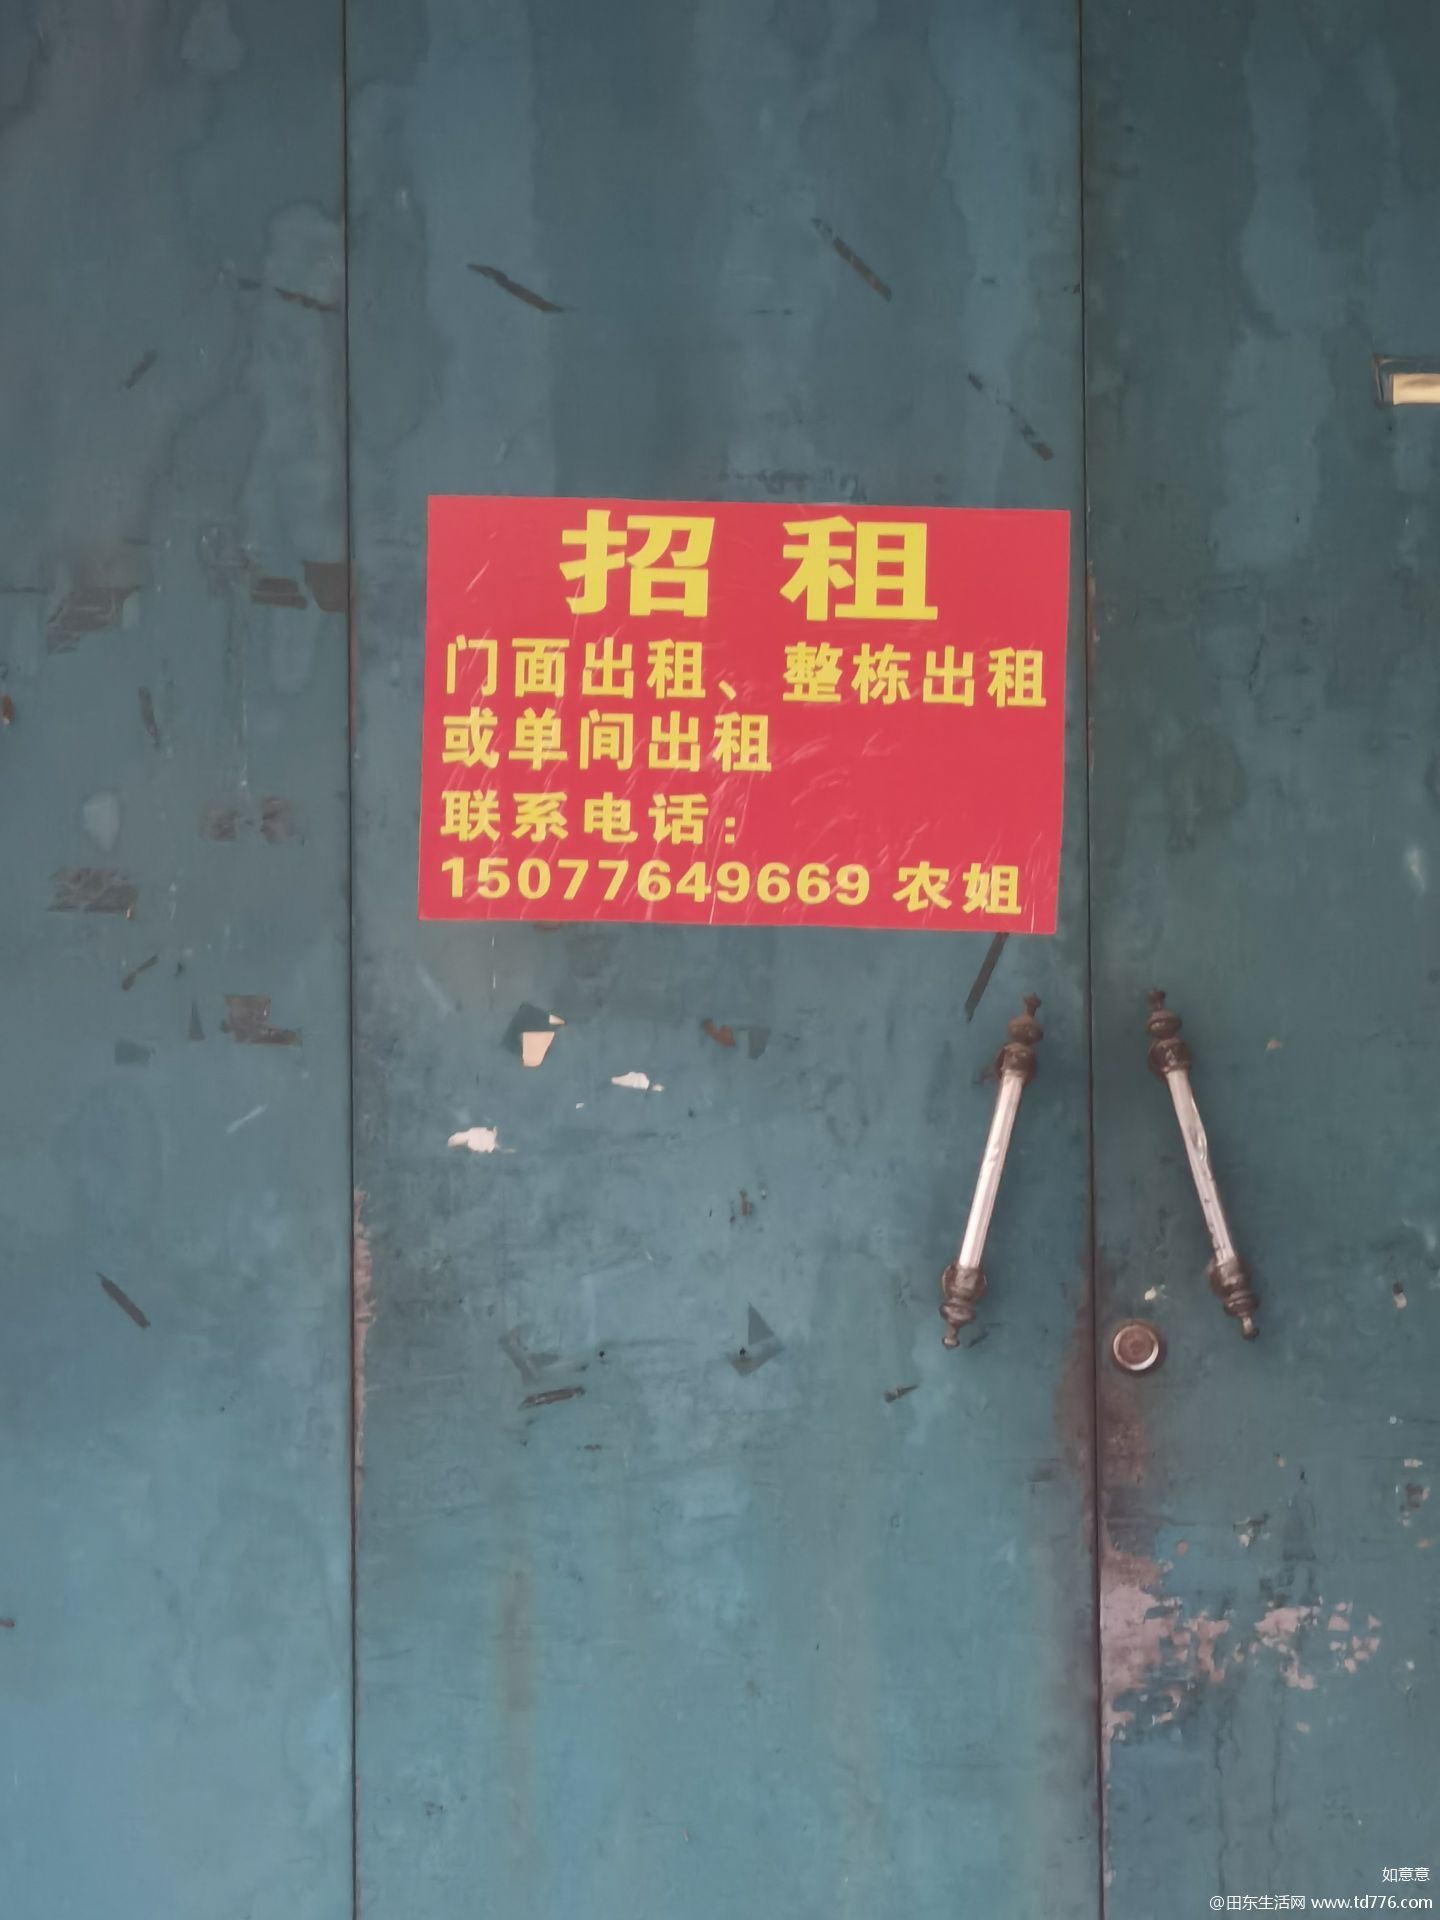 招 租
门面出租、整栋出租
或单间出租
联系电话：
15077649669 农姐
如意意
@田东生活网 www.td776.com